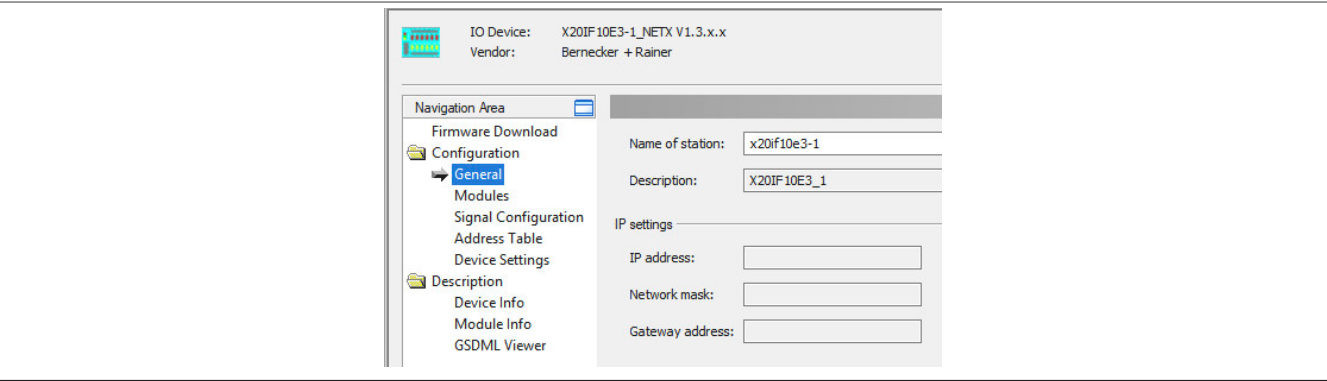 IO Device: X20IF10E3-1_NETX V1.3.x.x
Vendor: Bernecker + Rainer
Navigation Area
Firmware Download
Configuration
General
Modules
Signal Configuration
Address Table
Device Settings
Description
Device Info
Module Info
GSDML Viewer
Name of station: x20if10e3-1
Description: X20IF10E3_1
IP settings
IP address:
Network mask:
Gateway address: